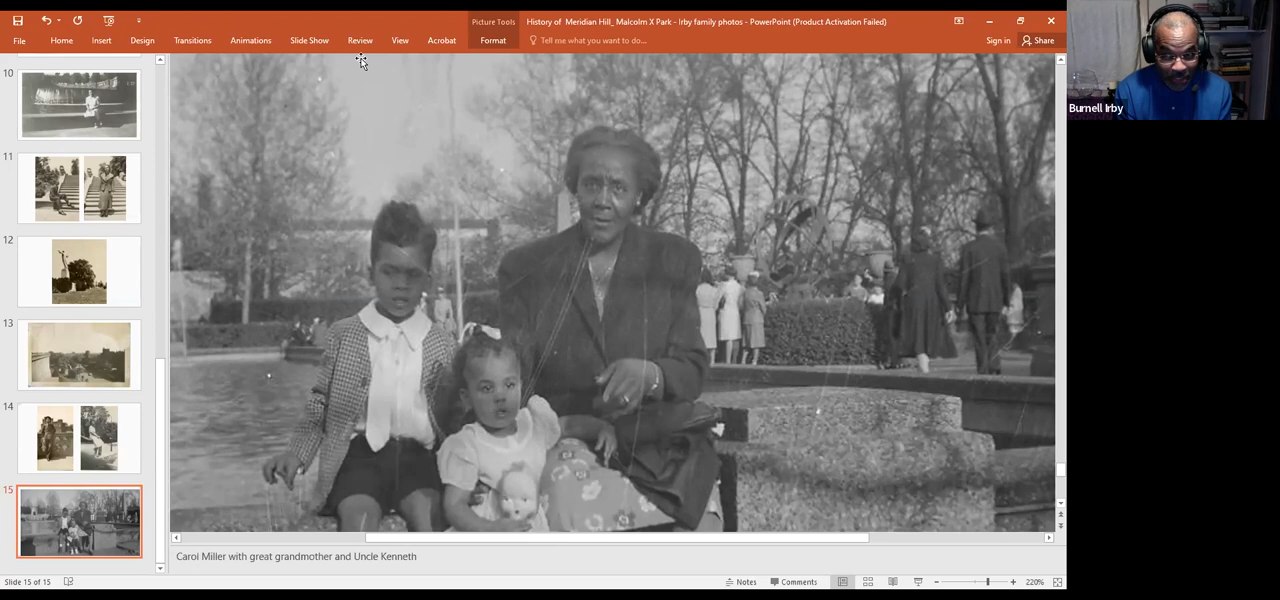 Picture Tools
History of Meridian Hill_ Malcolm X Park - Irby family photos - PowerPoint (Product Activation Failed)
File Home Insert Design Transitions Animations Slide Show Review View Acrobat Format Tell me what you want to do... Sign in Share
Burnell Irby
10
11
12
13
14
15
Carol Miller with great grandmother and Uncle Kenneth
Slide 15 of 15 Notes Comments 220%